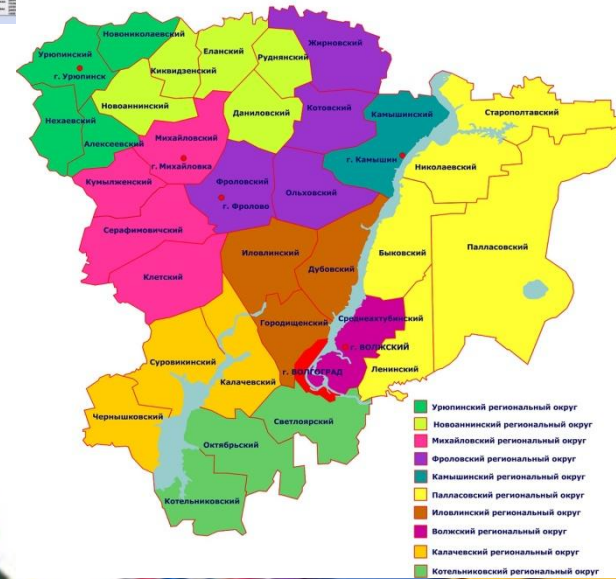 Новониколаевский
Урюпинский
г. Урюпинск
Еланский
Руднянский
Жирновский
Киквидзенский
Нехаевский
Новоаннинский
Алексеевский
Даниловский
Котовский
Камышинский
Старополтавский
Михайловский
г. Михайловка
г. Камышин
Николаевский
Кумылженский
Фроловский
г. Фролово
Ольховский
Серафимовичский
Клетский
Иловлинский
Дубовский
Быковский
Палласовский
Городищенский
Среднеахтубинский
г. ВОЛЖСКИЙ
Суровикинский
Калачевский
г. ВОЛГОГРАД
Ленинский
Чернышковский
Светлоярский
Октябрьский
Котельниковский
Урюпинский региональный округ
Новоаннинский региональный округ
Михайловский региональный округ
Фроловский региональный округ
Камышинский региональный округ
Палласовский региональный округ
Иловлинский региональный округ
Волжский региональный округ
Калачевский региональный округ
Котельниковский региональный округ